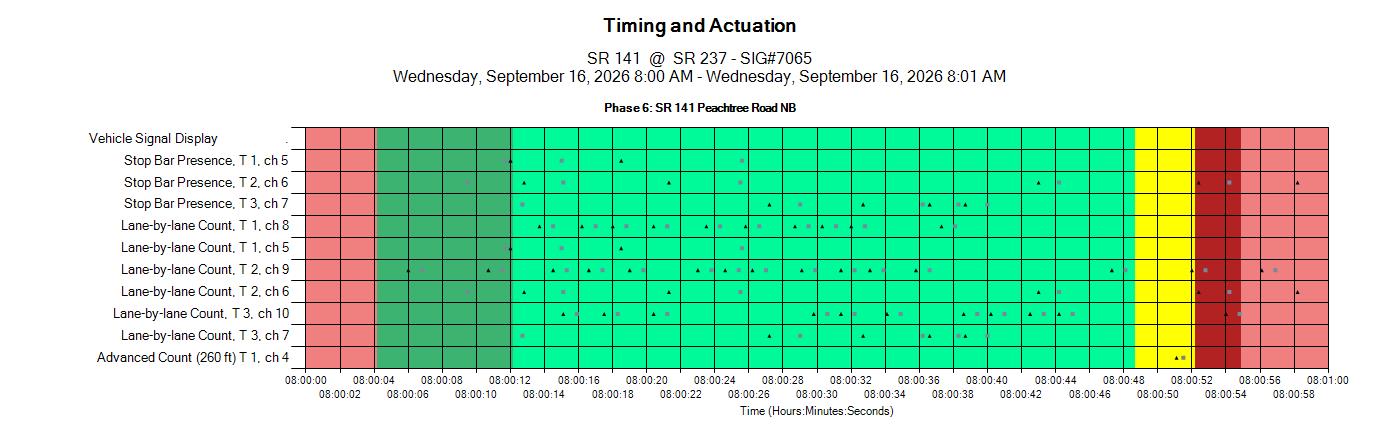 Timing and Actuation
SR 141 @ SR 237 - SIG#7065
Wednesday, September 16, 2026 8:00 AM - Wednesday, September 16, 2026 8:01 AM
Phase 6: SR 141 Peachtree Road NB
Vehicle Signal Display .
Stop Bar Presence, T 1, ch 5
Stop Bar Presence, T 2, ch 6
Stop Bar Presence, T 3, ch 7
Lane-by-lane Count, T 1, ch 8
Lane-by-lane Count, T 1, ch 5
Lane-by-lane Count, T 2, ch 9
Lane-by-lane Count, T 2, ch 6
Lane-by-lane Count, T 3, ch 10
Lane-by-lane Count, T 3, ch 7
Advanced Count (260 ft) T 1, ch 4
08:00:00 08:00:04 08:00:08 08:00:12 08:00:16 08:00:20 08:00:24 08:00:28 08:00:32 08:00:36 08:00:40 08:00:44 08:00:48 08:00:52 08:00:56 08:01:00
08:00:02 08:00:06 08:00:10 08:00:14 08:00:18 08:00:22 08:00:26 08:00:30 08:00:34 08:00:38 08:00:42 08:00:46 08:00:50 08:00:54 08:00:58
Time (Hours:Minutes:Seconds)